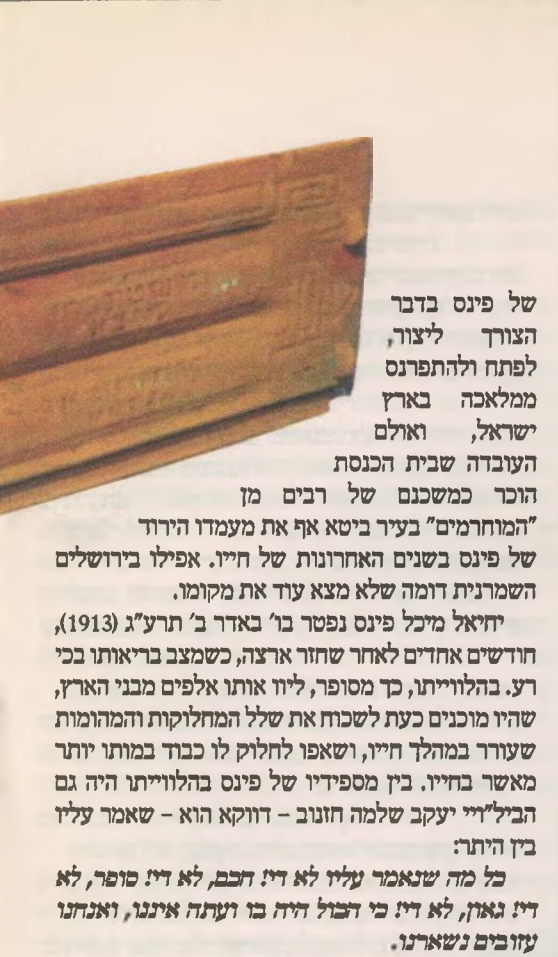 של פינס בדבר
הצורך ליצור,
לפתח ולהתפרנס
ממלאכה בארץ
ישראל, ואולם
העובדה שבית הכנסת
הוכר כמשכנם של רבים מן
"המוחרמים" בעיר ביטא אף את מעמדו הירוד
של פינס בשנים האחרונות של חייו. אפילו בירושלים
השמרנית דומה שלא מצא עוד את מקומו.
יחיאל מיכל פינס נפטר בו' באדר ב' תרע"ג (1913),
חודשים אחדים לאחר שחזר ארצה, כשמצב בריאותו בכי
רע. בהלווייתו, כך מסופר, ליוו אותו אלפים מבני הארץ,
שהיו מוכנים כעת לשכוח את שלל המחלוקות והמהומות
שעורר במהלך חייו, ושאפו לחלוק לו כבוד במותו יותר
מאשר בחייו. בין מספידיו של פינס בהלווייתו היה גם
הביל"ויי יעקב שלמה חזנוב – דווקא הוא – שאמר עליו
בין היתר:
כל מה שנאמר עליו לא די! חכם, לא די! סופר, לא
די! גאון, לא די! כי הכול היה בו ועתה איננו, ואנחנו
עזובים נשארנו.